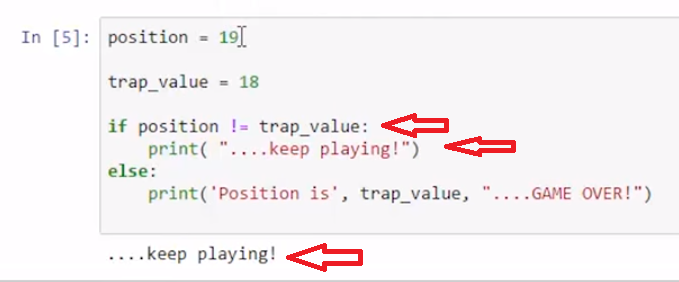 In [5]: position = 19
trap_value = 18
if position != trap_value:
print( "....keep playing!")
else:
print('Position is', trap_value, "....GAME OVER!")
....keep playing!